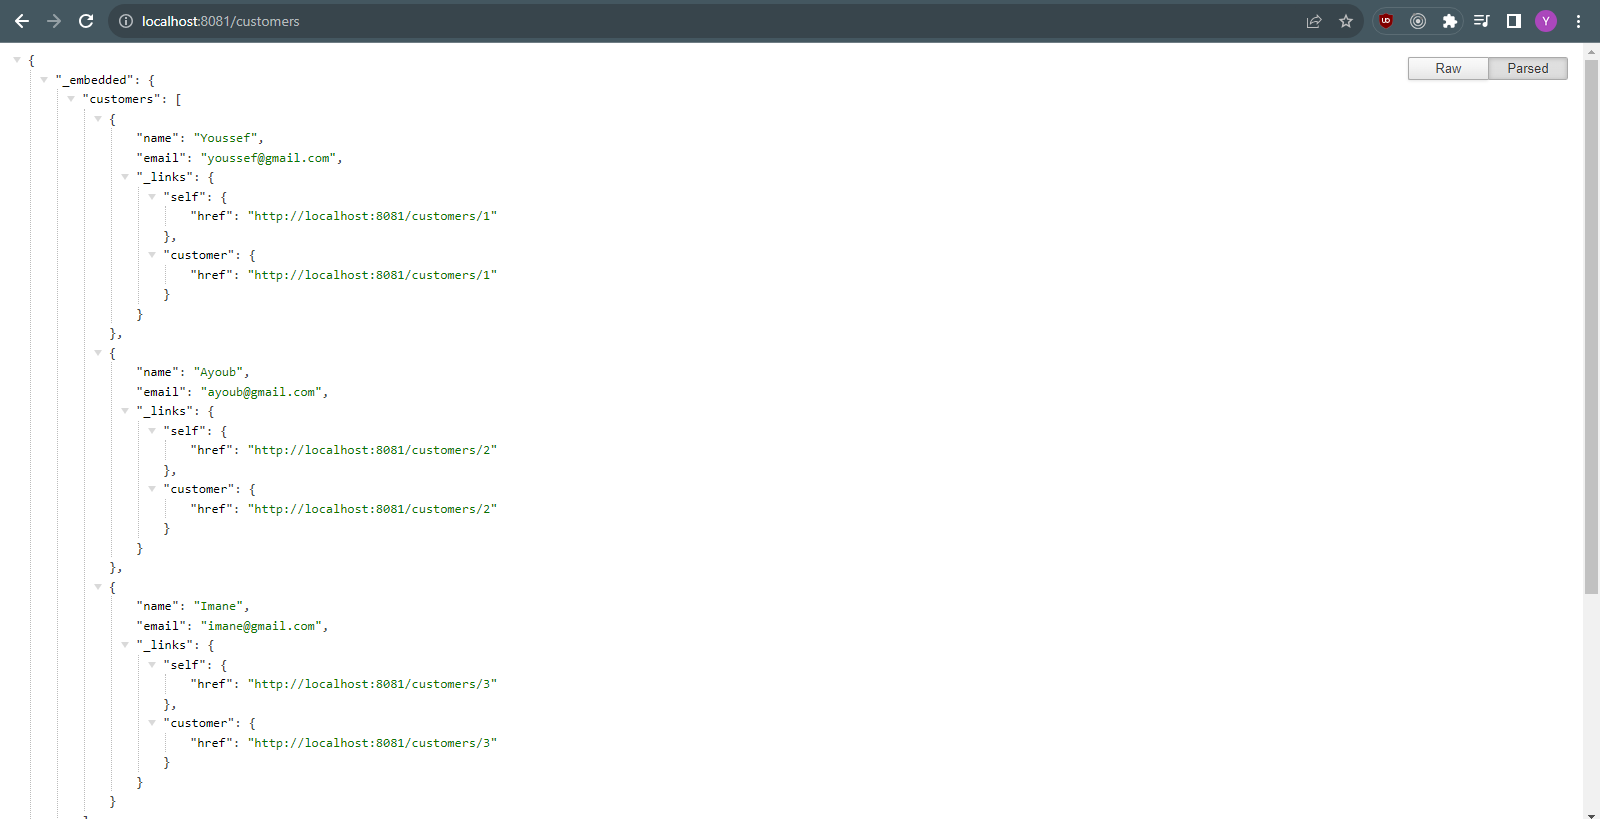 localhost:8081/customers
Y
Raw Parsed
{
"_embedded": {
"customers": [
{
"name": "Youssef",
"email": "youssef@gmail.com",
"_links": {
"self": {
"href": "http://localhost:8081/customers/1"
},
"customer": {
"href": "http://localhost:8081/customers/1"
}
}
},
{
"name": "Ayoub",
"email": "ayoub@gmail.com",
"_links": {
"self": {
"href": "http://localhost:8081/customers/2"
},
"customer": {
"href": "http://localhost:8081/customers/2"
}
}
},
{
"name": "Imane",
"email": "imane@gmail.com",
"_links": {
"self": {
"href": "http://localhost:8081/customers/3"
},
"customer": {
"href": "http://localhost:8081/customers/3"
}
}
}